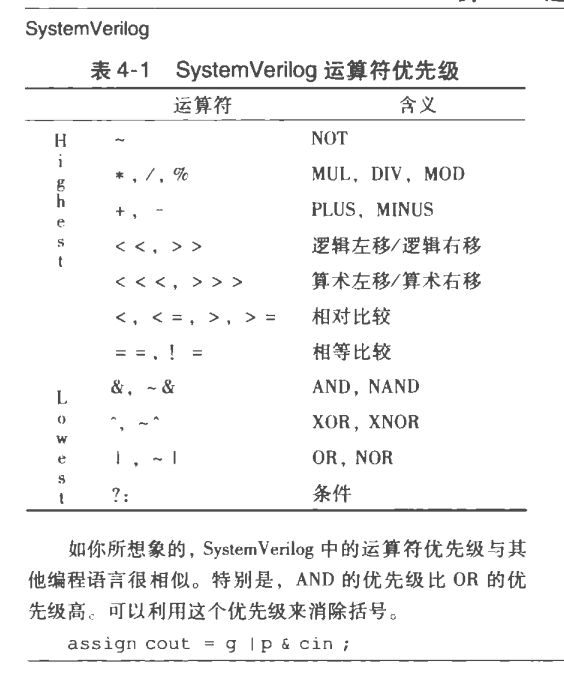 SystemVerilog
表 4-1 SystemVerilog 运算符优先级
运算符 含义
Highest
~ NOT
* , /, % MUL, DIV, MOD
+, - PLUS, MINUS
< <, > > 逻辑左移/逻辑右移
< < <, > > > 算术左移/算术右移
<, < =, >, > = 相对比较
= =, ! = 相等比较
Lowest
&, ~ & AND, NAND
^, ~ ^ XOR, XNOR
| , ~ | OR, NOR
?: 条件
如你所想象的, SystemVerilog 中的运算符优先级与其
他编程语言很相似。特别是, AND 的优先级比 OR 的优
先级高。可以利用这个优先级来消除括号。
assign cout = g |p & cin ;